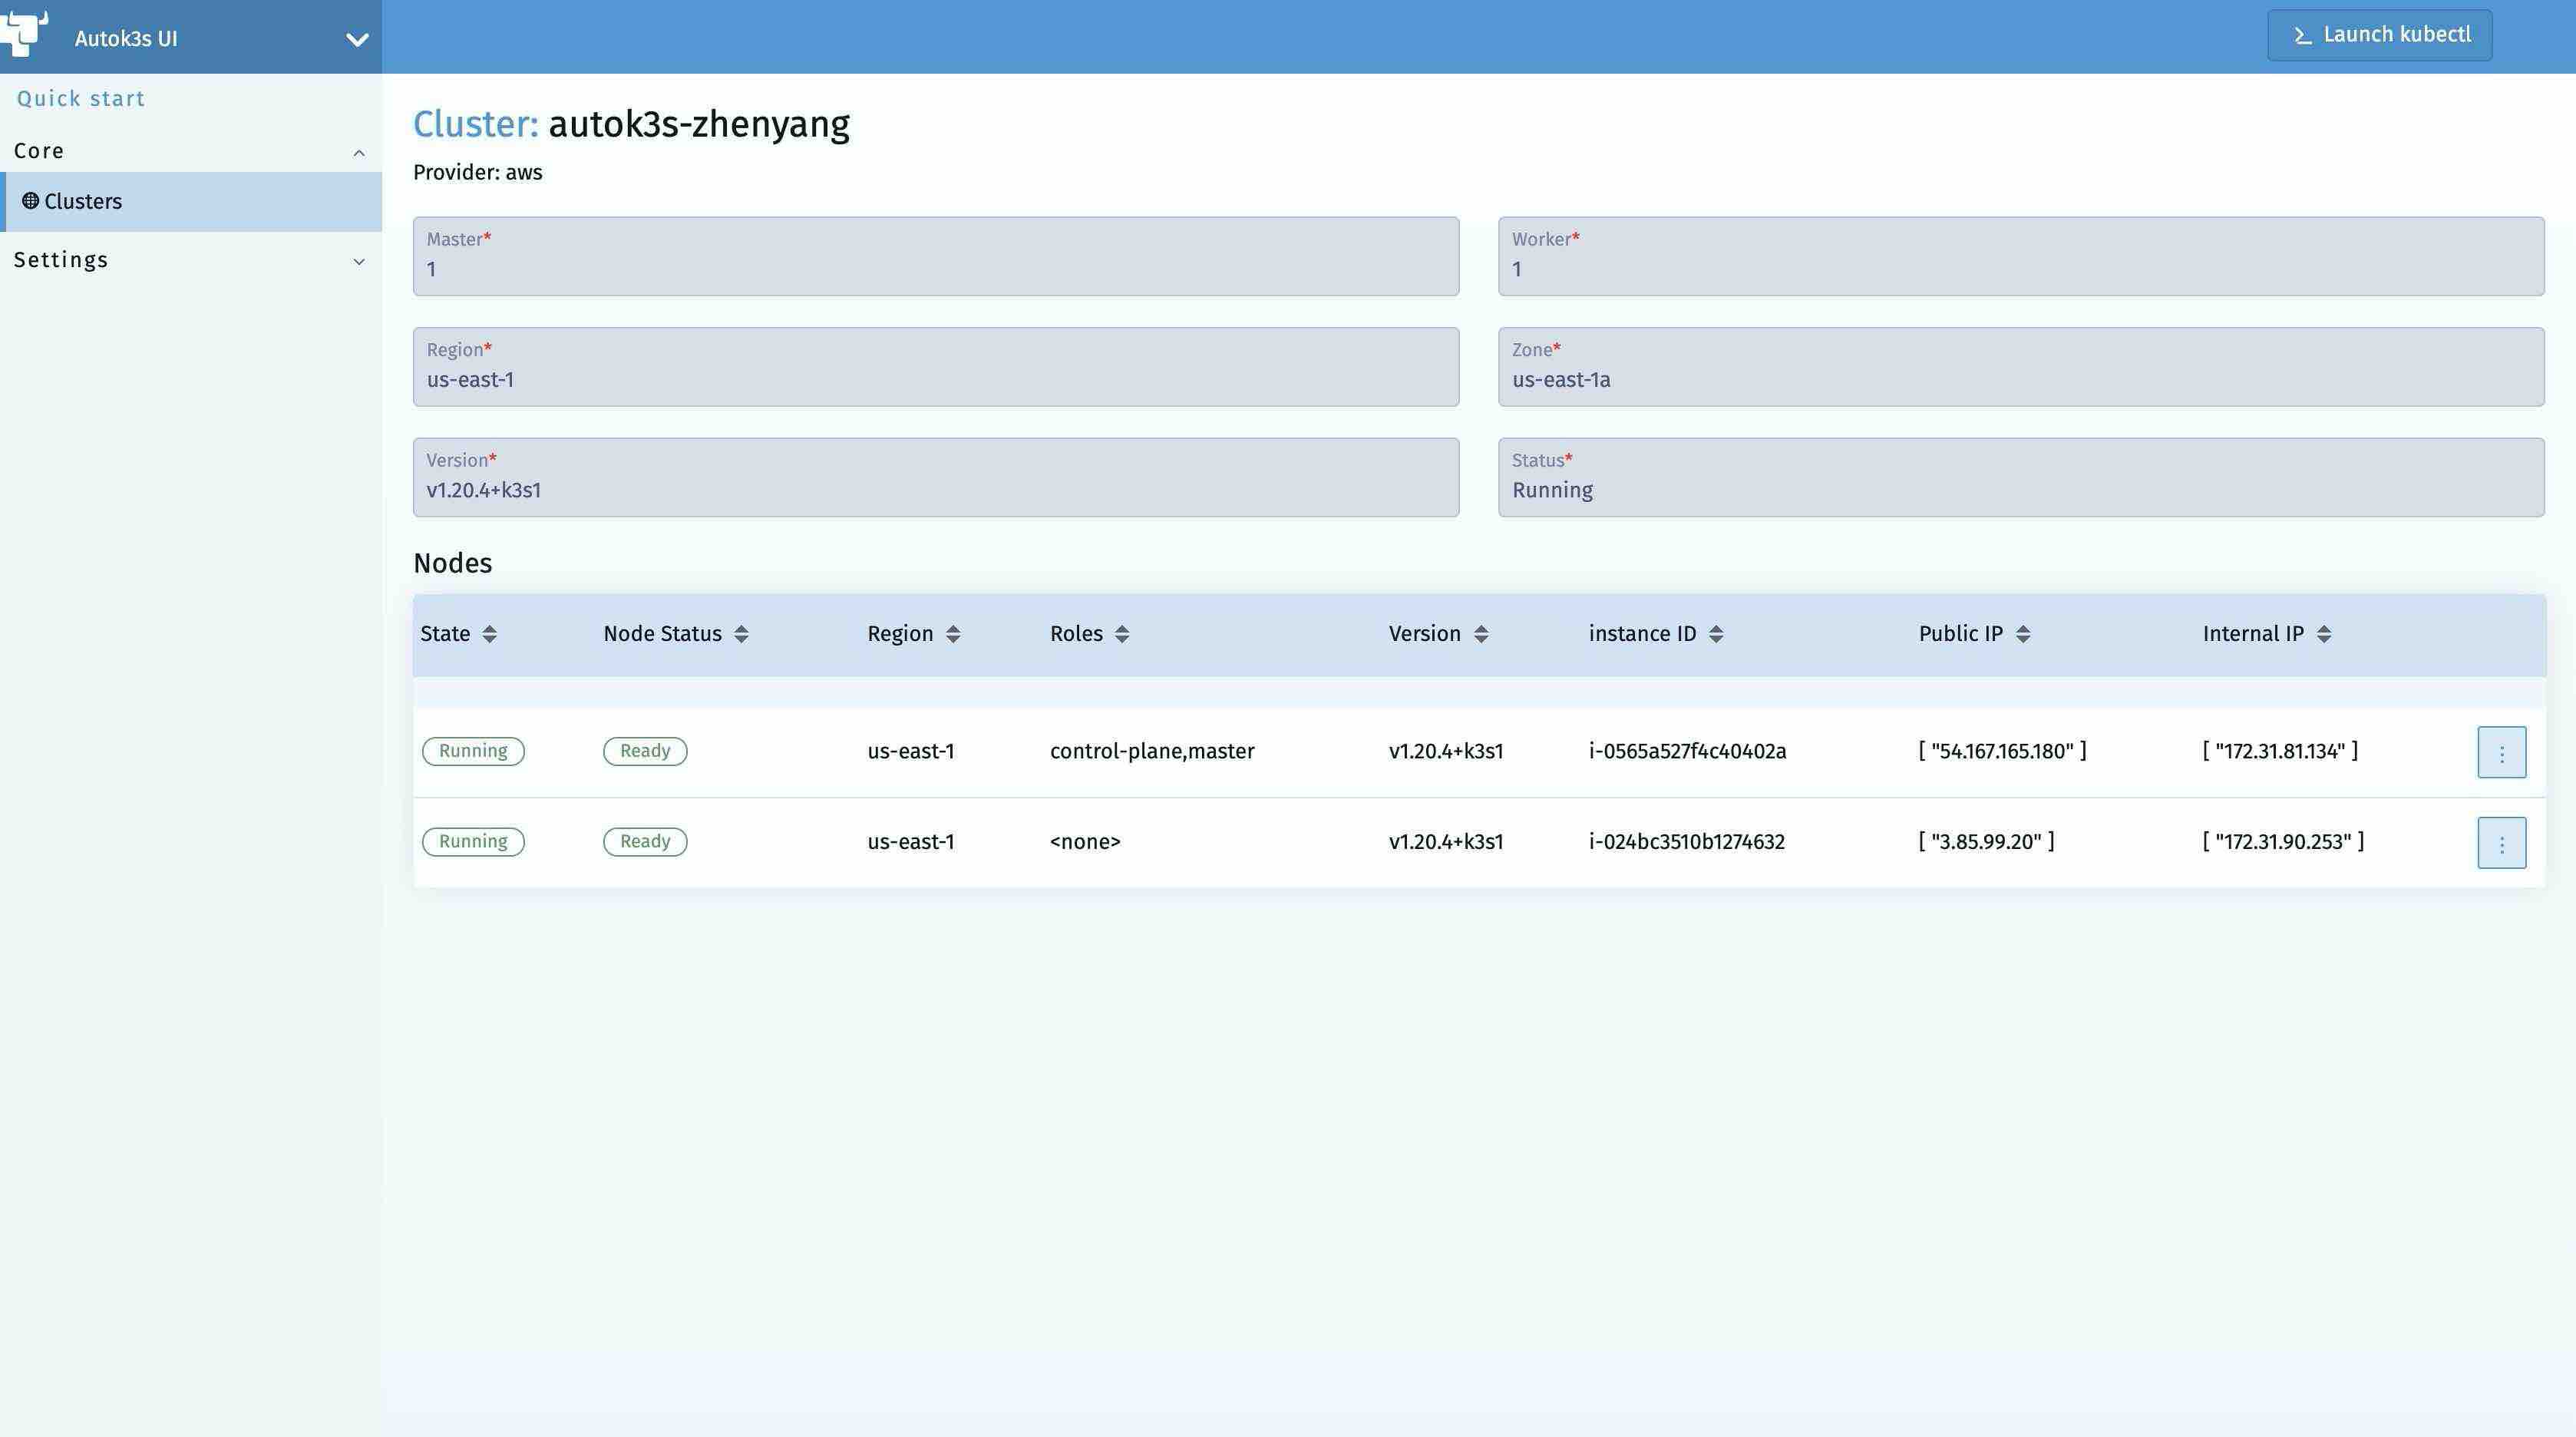 Autok3s UI
Launch kubectl
Quick start
Core
Clusters
Settings
Cluster: autok3s-zhenyang
Provider: aws
Master*
1
Worker*
1
Region*
us-east-1
Zone*
us-east-1a
Version*
v1.20.4+k3s1
Status*
Running
Nodes
State Node Status Region Roles Version instance ID Public IP Internal IP
Running Ready us-east-1 control-plane,master v1.20.4+k3s1 i-0565a527f4c40402a [ "54.167.165.180" ] [ "172.31.81.134" ]
Running Ready us-east-1 <none> v1.20.4+k3s1 i-024bc3510b1274632 [ "3.85.99.20" ] [ "172.31.90.253" ]